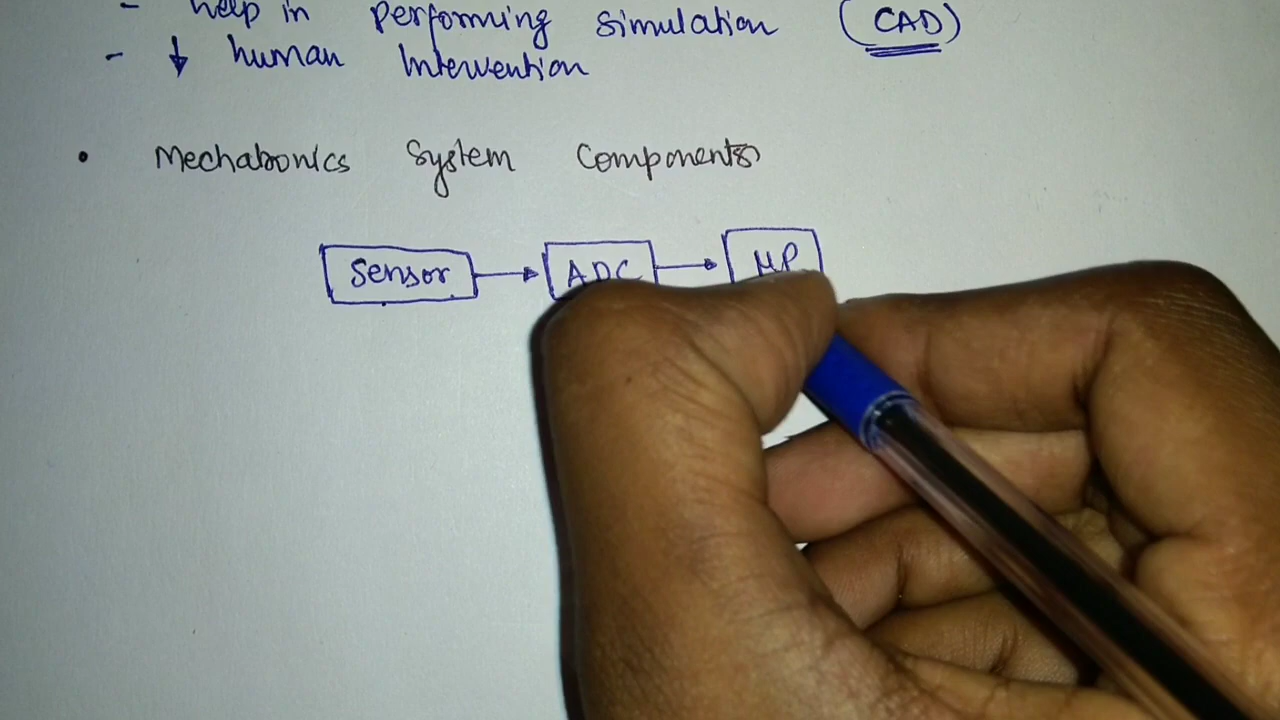 - help in performing simulation (CAD)
- ↓ human Intervention
• Mechatronics System Components
Sensor → ADC → μP